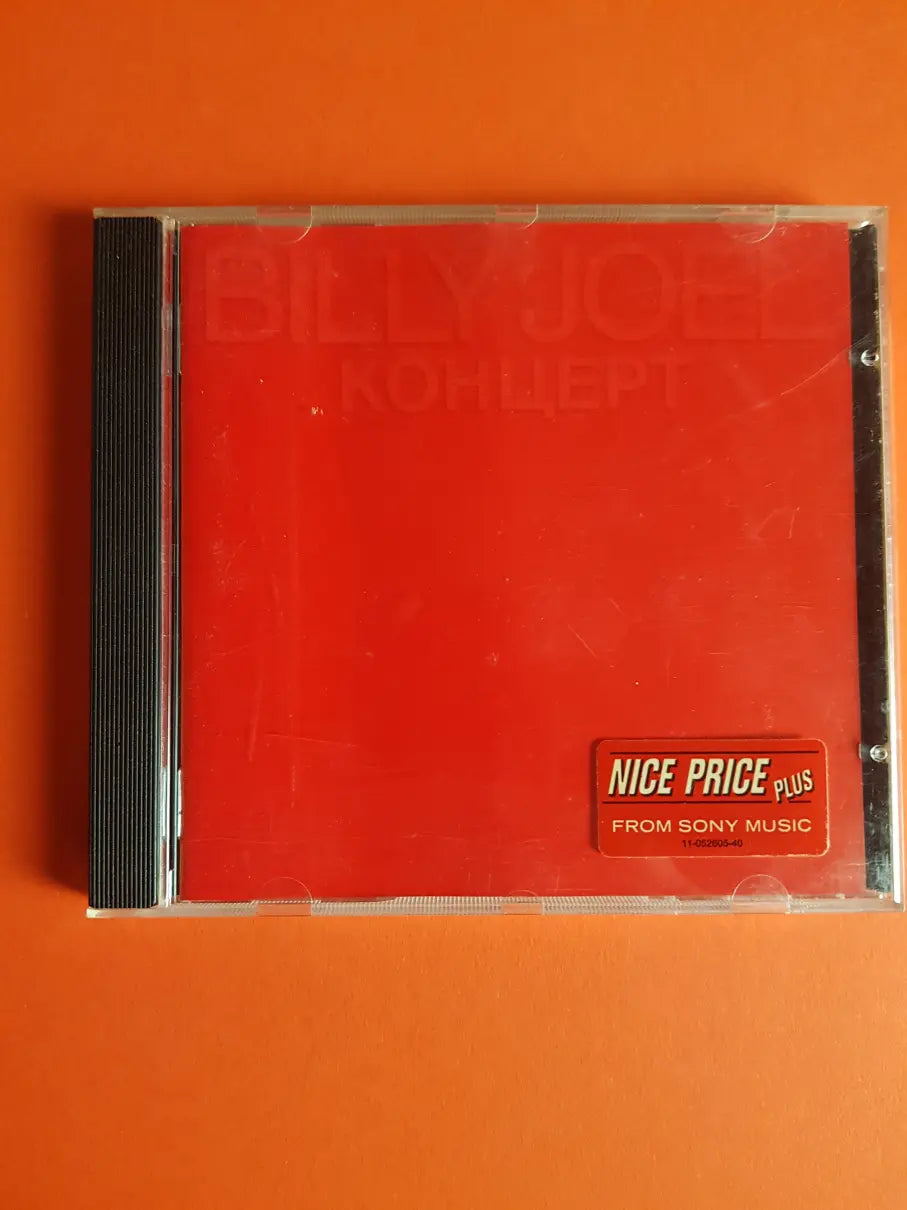 BILLY JOEL
КОНЦЕРТ
NICE PRICE PLUS
FROM SONY MUSIC
11-052605-40